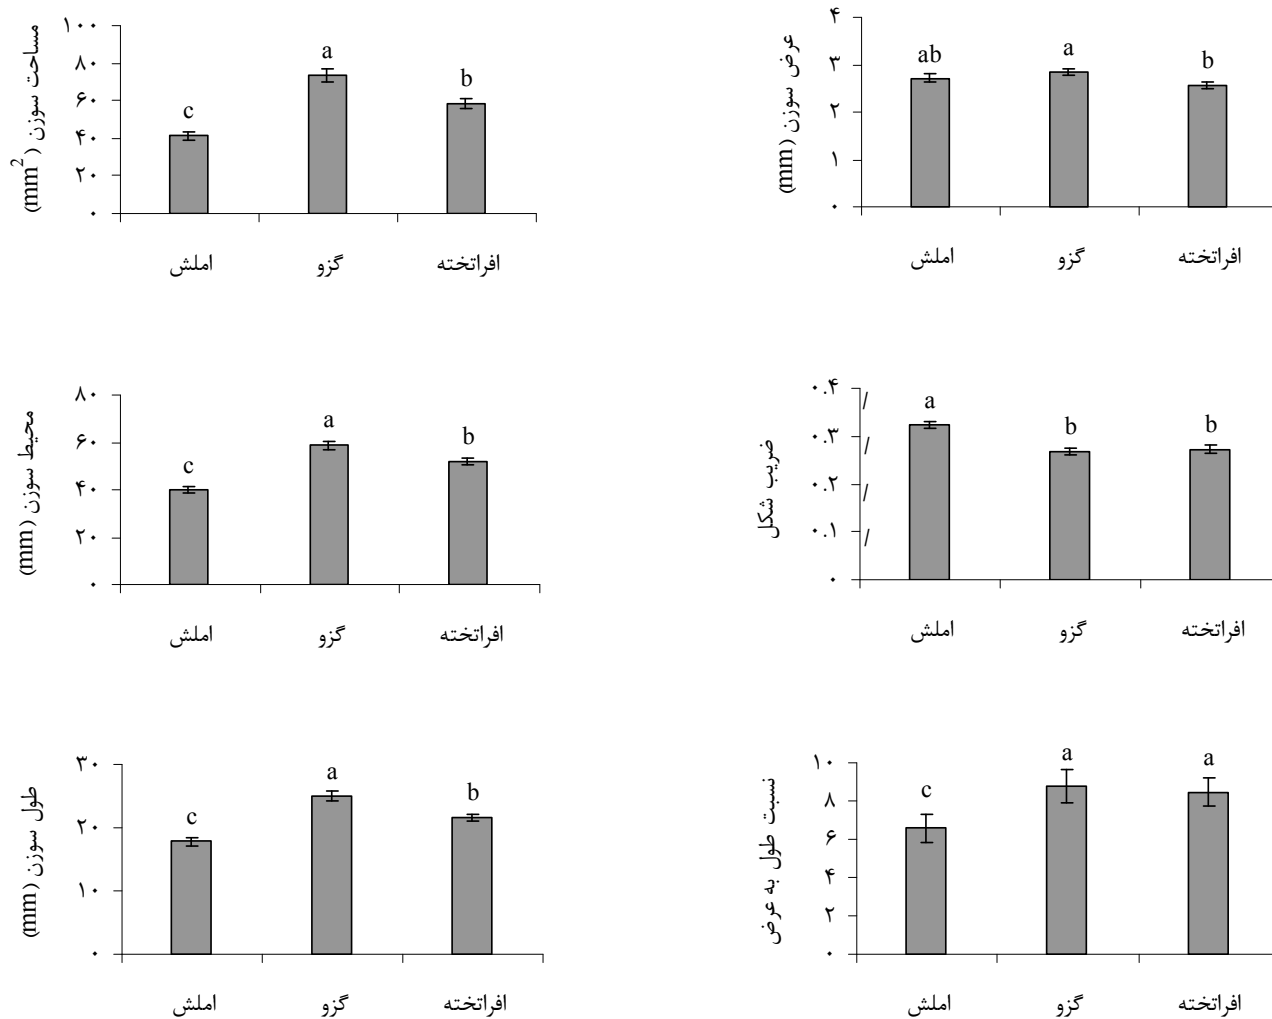 مساحت سوزن (mm²)
۱۰۰
۸۰
۶۰
۴۰
۲۰
۰
c
a
b
املش
گزو
افراتخته
عرض سوزن (mm)
۴
۳
۲
۱
۰
ab
a
b
املش
گزو
افراتخته
محیط سوزن (mm)
۸۰
۶۰
۴۰
۲۰
۰
c
a
b
املش
گزو
افراتخته
ضریب شکل
۰.۴
۰.۳
۰.۲
۰.۱
۰
/
/
/
/
a
b
b
املش
گزو
افراتخته
طول سوزن (mm)
۳۰
۲۰
۱۰
۰
c
a
b
املش
گزو
افراتخته
نسبت طول به عرض
۱۰
۸
۶
۴
۲
۰
c
a
a
املش
گزو
افراتخته